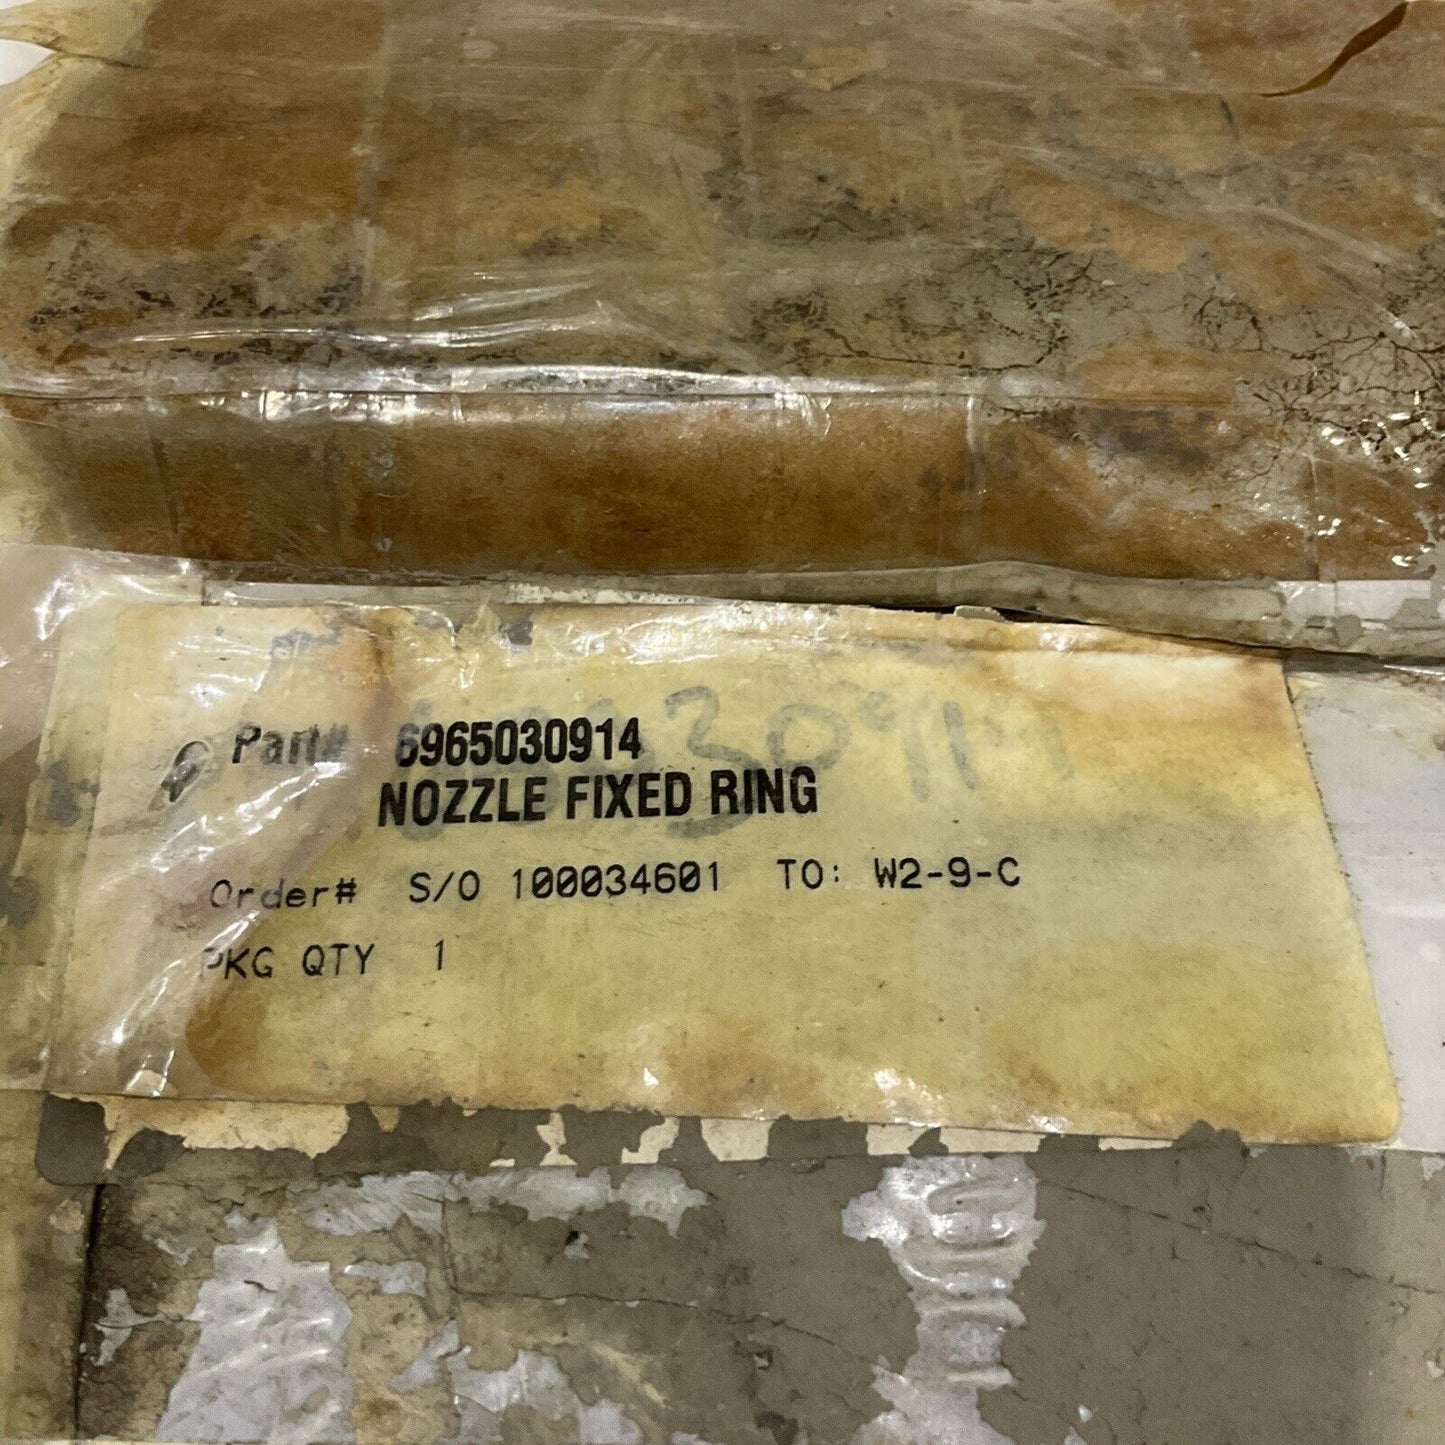 Part# 6965030914
NOZZLE FIXED RING
Order# S/O 100034601 TO: W2-9-C
PKG QTY 1